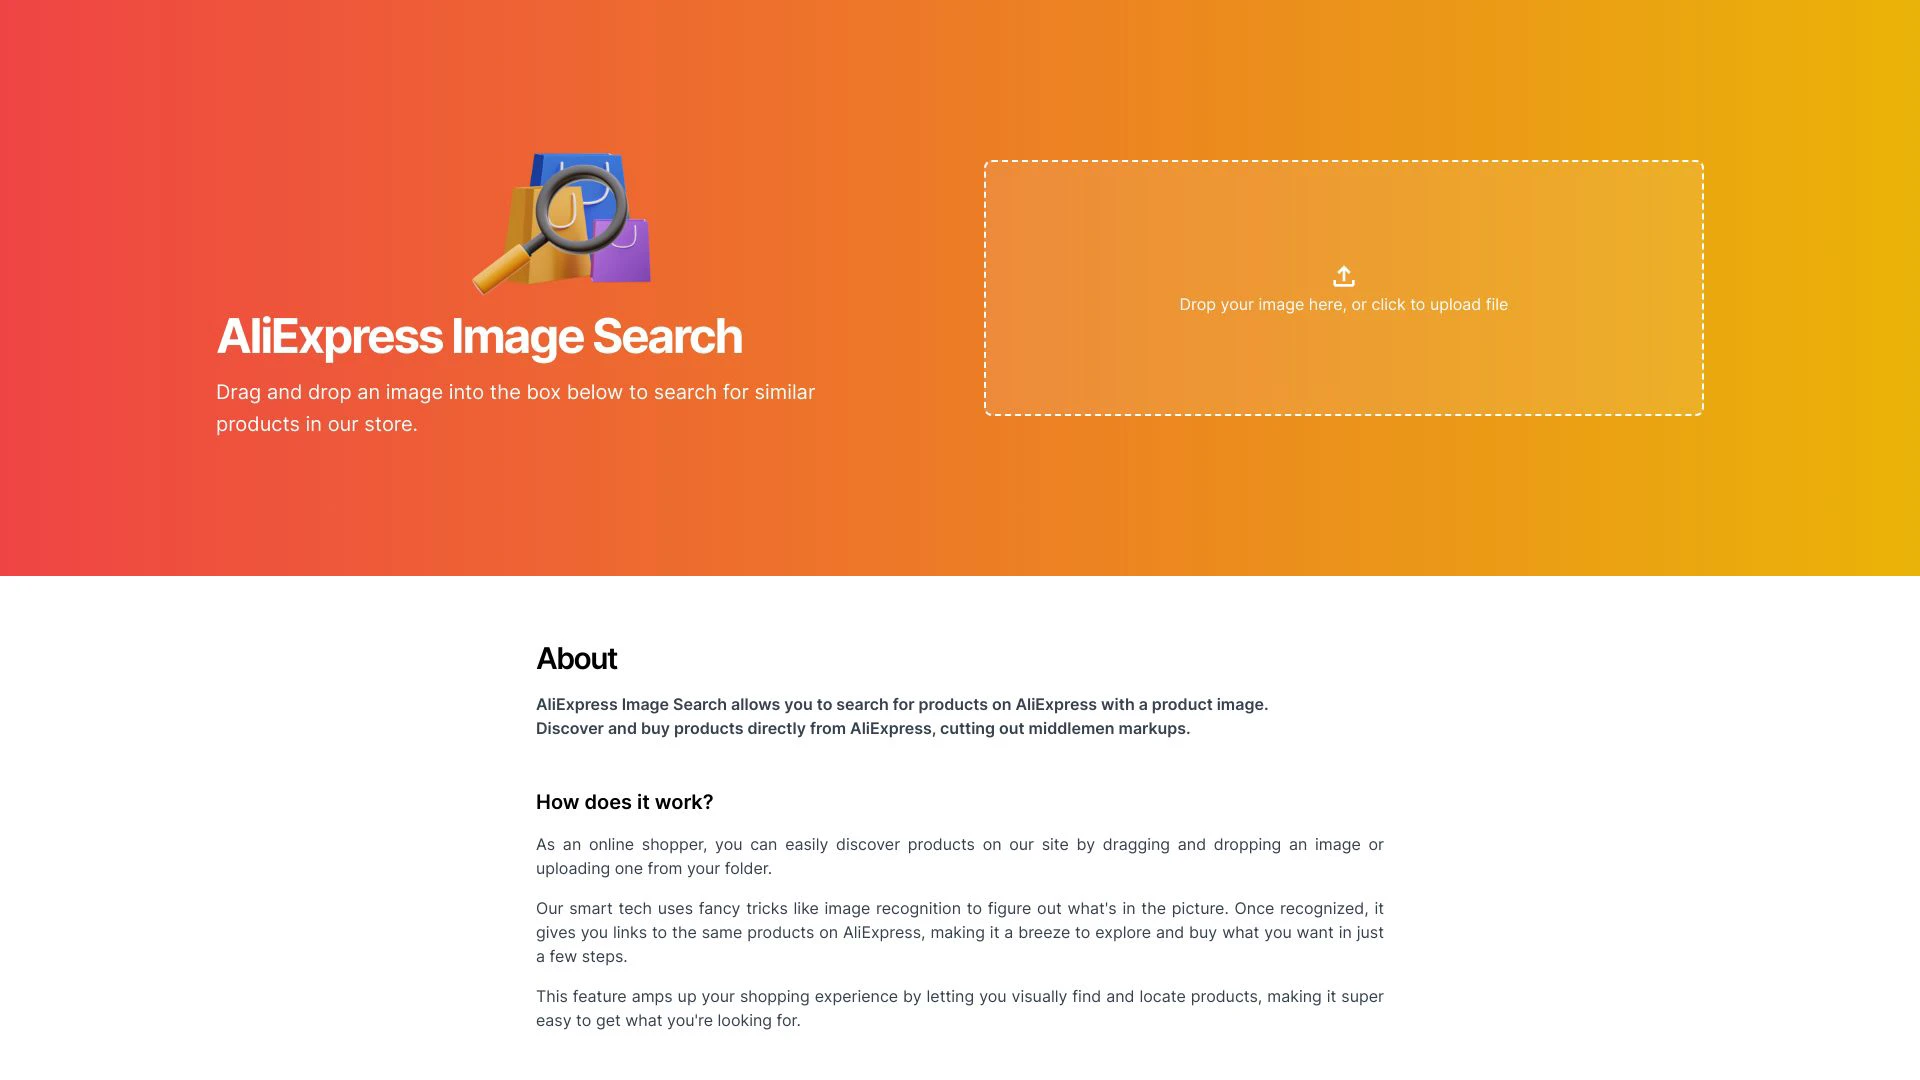 AliExpress Image Search
Drag and drop an image into the box below to search for similar
products in our store.
Drop your image here, or click to upload file
About
AliExpress Image Search allows you to search for products on AliExpress with a product image.
Discover and buy products directly from AliExpress, cutting out middlemen markups.
How does it work?
As an online shopper, you can easily discover products on our site by dragging and dropping an image or
uploading one from your folder.
Our smart tech uses fancy tricks like image recognition to figure out what's in the picture. Once recognized, it
gives you links to the same products on AliExpress, making it a breeze to explore and buy what you want in just
a few steps.
This feature amps up your shopping experience by letting you visually find and locate products, making it super
easy to get what you're looking for.